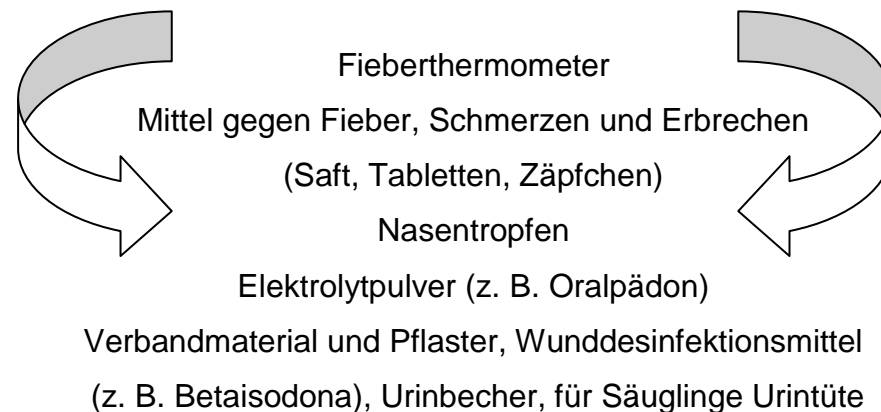 Fieberthermometer
Mittel gegen Fieber, Schmerzen und Erbrechen
(Saft, Tabletten, Zäpfchen)
Nasentropfen
Elektrolytpulver (z. B. Oralpädon)
Verbandmaterial und Pflaster, Wunddesinfektionsmittel
(z. B. Betaisodona), Urinbecher, für Säuglinge Urintüte